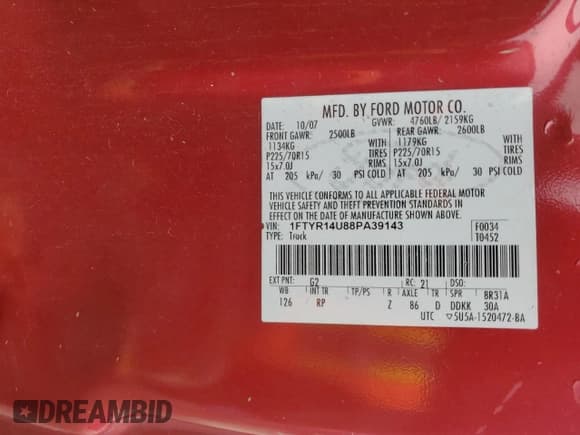 MFD. BY FORD MOTOR CO.
DATE: 10/07 GVWR: 4760LB/ 2159KG
FRONT GAWR: 2500LB REAR GAWR: 2600LB
1134KG WITH 1179KG WITH
P225/70R15 TIRES P225/70R15 TIRES
15x7.0J RIMS 15x7.0J RIMS
AT 205 kPa/ 30 PSI COLD AT 205 kPa/ 30 PSI COLD
THIS VEHICLE CONFORMS TO ALL APPLICABLE FEDERAL MOTOR
VEHICLE SAFETY AND THEFT PREVENTION STANDARDS IN
EFFECT ON THE DATE OF MANUFACTURE SHOWN ABOVE.
VIN: 1FTYR14U88PA39143 F0034
TYPE: Truck T0452
EXT PNT: G2 RC: 21 DSO:
WB INT TR TP/PS R AXLE TR SPR 8R31A
126 RP Z 86 D DDKK 30A
UTC ▽5U5A-1520472-BA
DREAMBID